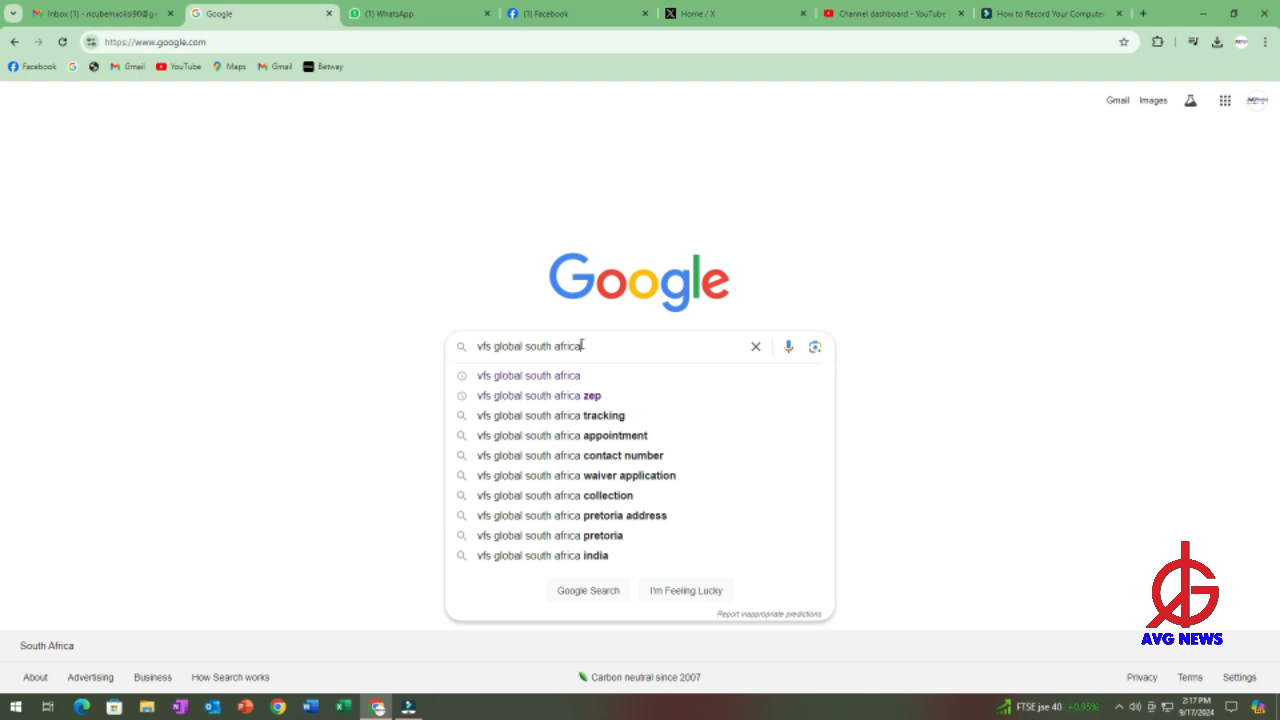 Inbox (1) - ncubemxolisi90@g
Google
(1) WhatsApp
(1) Facebook
Home / X
Channel dashboard - YouTube
How to Record Your Computer
https://www.google.com
Facebook
Gmail
YouTube
Maps
Gmail
Betway
Gmail
Images
Google
vfs global south africa
vfs global south africa
vfs global south africa zep
vfs global south africa tracking
vfs global south africa appointment
vfs global south africa contact number
vfs global south africa waiver application
vfs global south africa collection
vfs global south africa pretoria address
vfs global south africa pretoria
vfs global south africa india
Google Search
I'm Feeling Lucky
Report inappropriate predictions
AVG NEWS
South Africa
About
Advertising
Business
How Search works
Carbon neutral since 2007
Privacy
Terms
Settings
FTSE jse 40 +0,95%
2:17 PM
9/17/2024